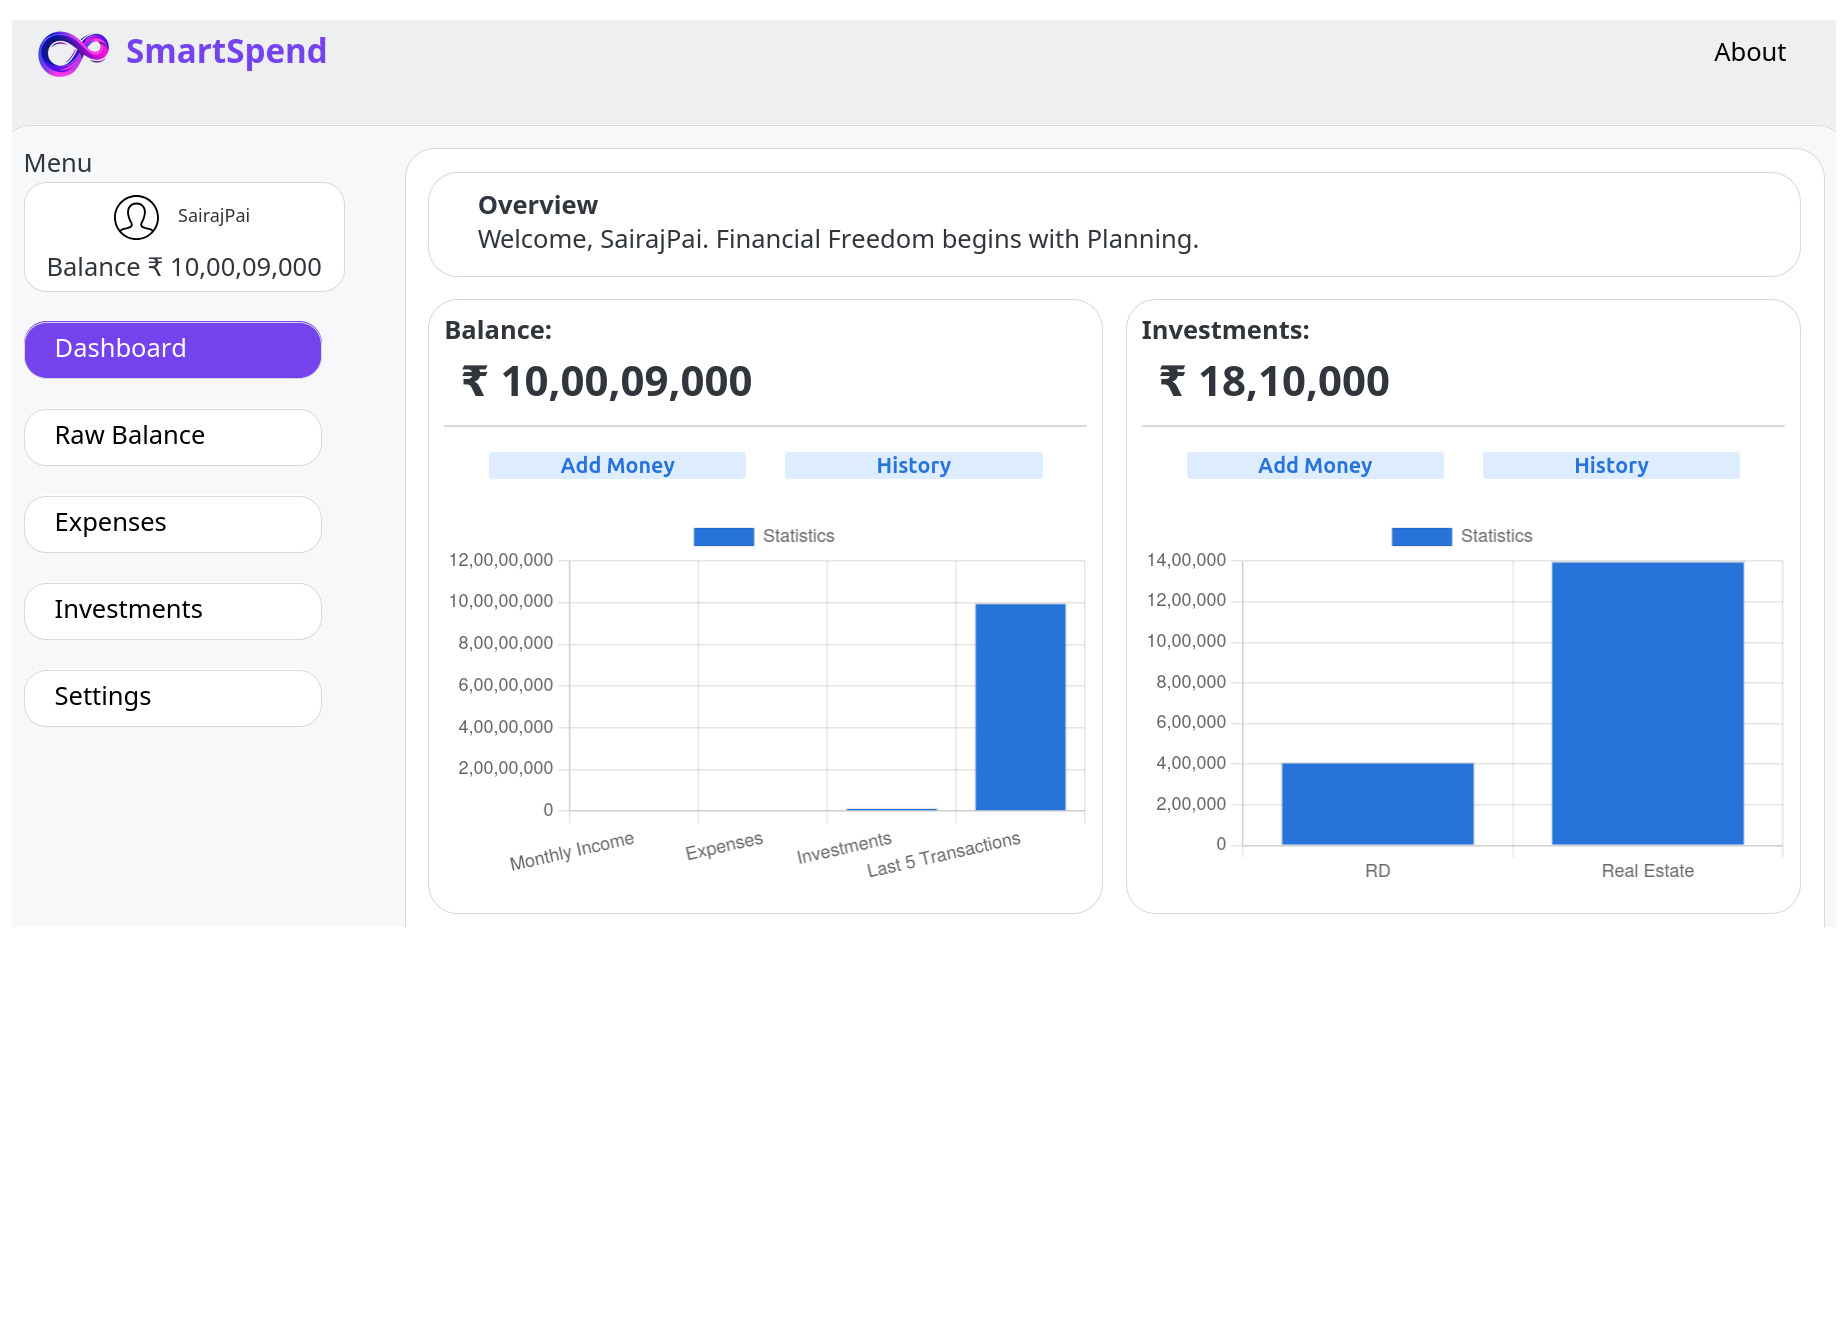 SmartSpend
About
Menu
SairajPai
Balance ₹ 10,00,09,000
Dashboard
Raw Balance
Expenses
Investments
Settings
Overview
Welcome, SairajPai. Financial Freedom begins with Planning.
Balance:
₹ 10,00,09,000
Add Money History
Statistics
12,00,00,000
10,00,00,000
8,00,00,000
6,00,00,000
4,00,00,000
2,00,00,000
0
Monthly Income Expenses Investments Last 5 Transactions
Investments:
₹ 18,10,000
Add Money History
Statistics
14,00,000
12,00,000
10,00,000
8,00,000
6,00,000
4,00,000
2,00,000
0
RD Real Estate